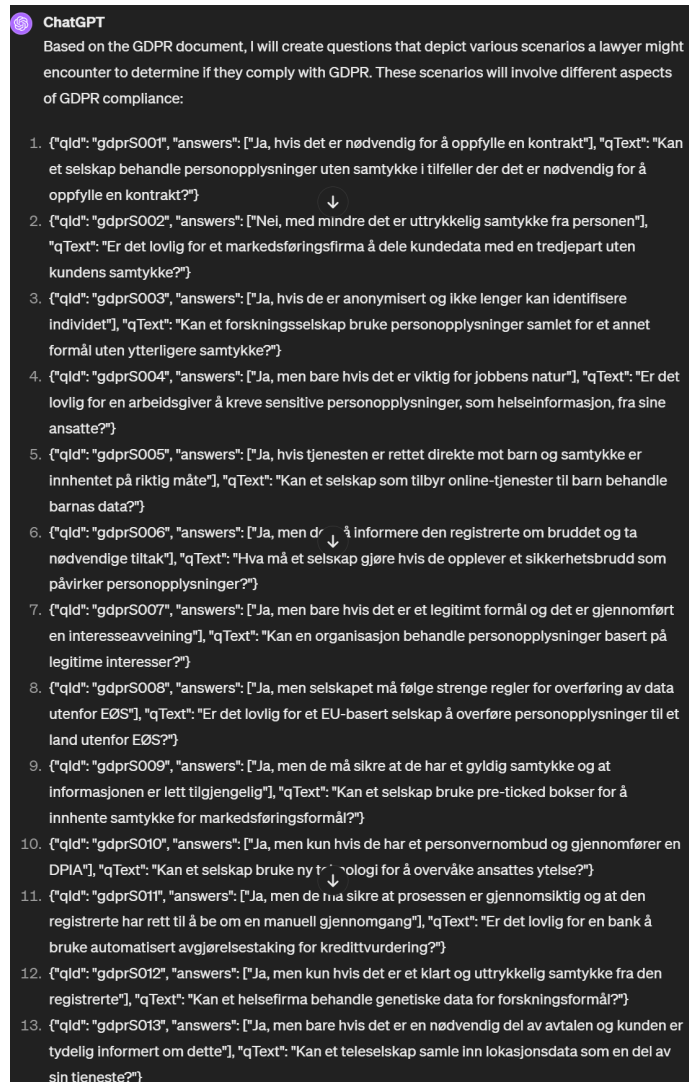 ChatGPT
Based on the GDPR document, I will create questions that depict various scenarios a lawyer might
encounter to determine if they comply with GDPR. These scenarios will involve different aspects
of GDPR compliance:
1. {"qId": "gdprS001", "answers": ["Ja, hvis det er nødvendig for å oppfylle en kontrakt"], "qText": "Kan
et selskap behandle personopplysninger uten samtykke i tilfeller der det er nødvendig for å
oppfylle en kontrakt?"}
2. {"qId": "gdprS002", "answers": ["Nei, med mindre det er uttrykkelig samtykke fra personen"],
"qText": "Er det lovlig for et markedsføringsfirma å dele kundedata med en tredjepart uten
kundens samtykke?"}
3. {"qId": "gdprS003", "answers": ["Ja, hvis de er anonymisert og ikke lenger kan identifisere
individet"], "qText": "Kan et forskningsselskap bruke personopplysninger samlet for et annet
formål uten ytterligere samtykke?"}
4. {"qId": "gdprS004", "answers": ["Ja, men bare hvis det er viktig for jobbens natur"], "qText": "Er det
lovlig for en arbeidsgiver å kreve sensitive personopplysninger, som helseinformasjon, fra sine
ansatte?"}
5. {"qId": "gdprS005", "answers": ["Ja, hvis tjenesten er rettet direkte mot barn og samtykke er
innhentet på riktig måte"], "qText": "Kan et selskap som tilbyr online-tjenester til barn behandle
barnas data?"}
6. {"qId": "gdprS006", "answers": ["Ja, men informere den registrerte om bruddet og ta
nødvendige tiltak"], "qText": "Hva må et selskap gjøre hvis de opplever et sikkerhetsbrudd som
påvirker personopplysninger?"}
7. {"qId": "gdprS007", "answers": ["Ja, men bare hvis det er et legitimt formål og det er gjennomført
en interesseavveining"], "qText": "Kan en organisasjon behandle personopplysninger basert på
legitime interesser?"}
8. {"qId": "gdprS008", "answers": ["Ja, men selskapet må følge strenge regler for overføring av data
utenfor EØS"], "qText": "Er det lovlig for et EU-basert selskap å overføre personopplysninger til et
land utenfor EØS?"}
9. {"qId": "gdprS009", "answers": ["Ja, men de må sikre at de har et gyldig samtykke og at
informasjonen er lett tilgjengelig"], "qText": "Kan et selskap bruke pre-ticked bokser for å
innhente samtykke for markedsføringsformål?"}
10. {"qId": "gdprS010", "answers": ["Ja, men kun hvis de har et personvernombud og gjennomfører en
DPIA"], "qText": "Kan et selskap bruke ny for å overvåke ansattes ytelse?"}
11. {"qId": "gdprS011", "answers": ["Ja, men de må sikre at prosessen er gjennomsiktig og at den
registrerte har rett til å be om en manuell gjennomgang"], "qText": "Er det lovlig for en bank å
bruke automatisert avgjørelsestaking for kredittvurdering?"}
12. {"qId": "gdprS012", "answers": ["Ja, men kun hvis det er et klart og uttrykkelig samtykke fra den
registrerte"], "qText": "Kan et helsefirma behandle genetiske data for forskningsformål?"}
13. {"qId": "gdprS013", "answers": ["Ja, men bare hvis det er en nødvendig del av avtalen og kunden er
tydelig informert om dette"], "qText": "Kan et teleselskap samle inn lokasjonsdata som en del av
sin tjeneste?"}